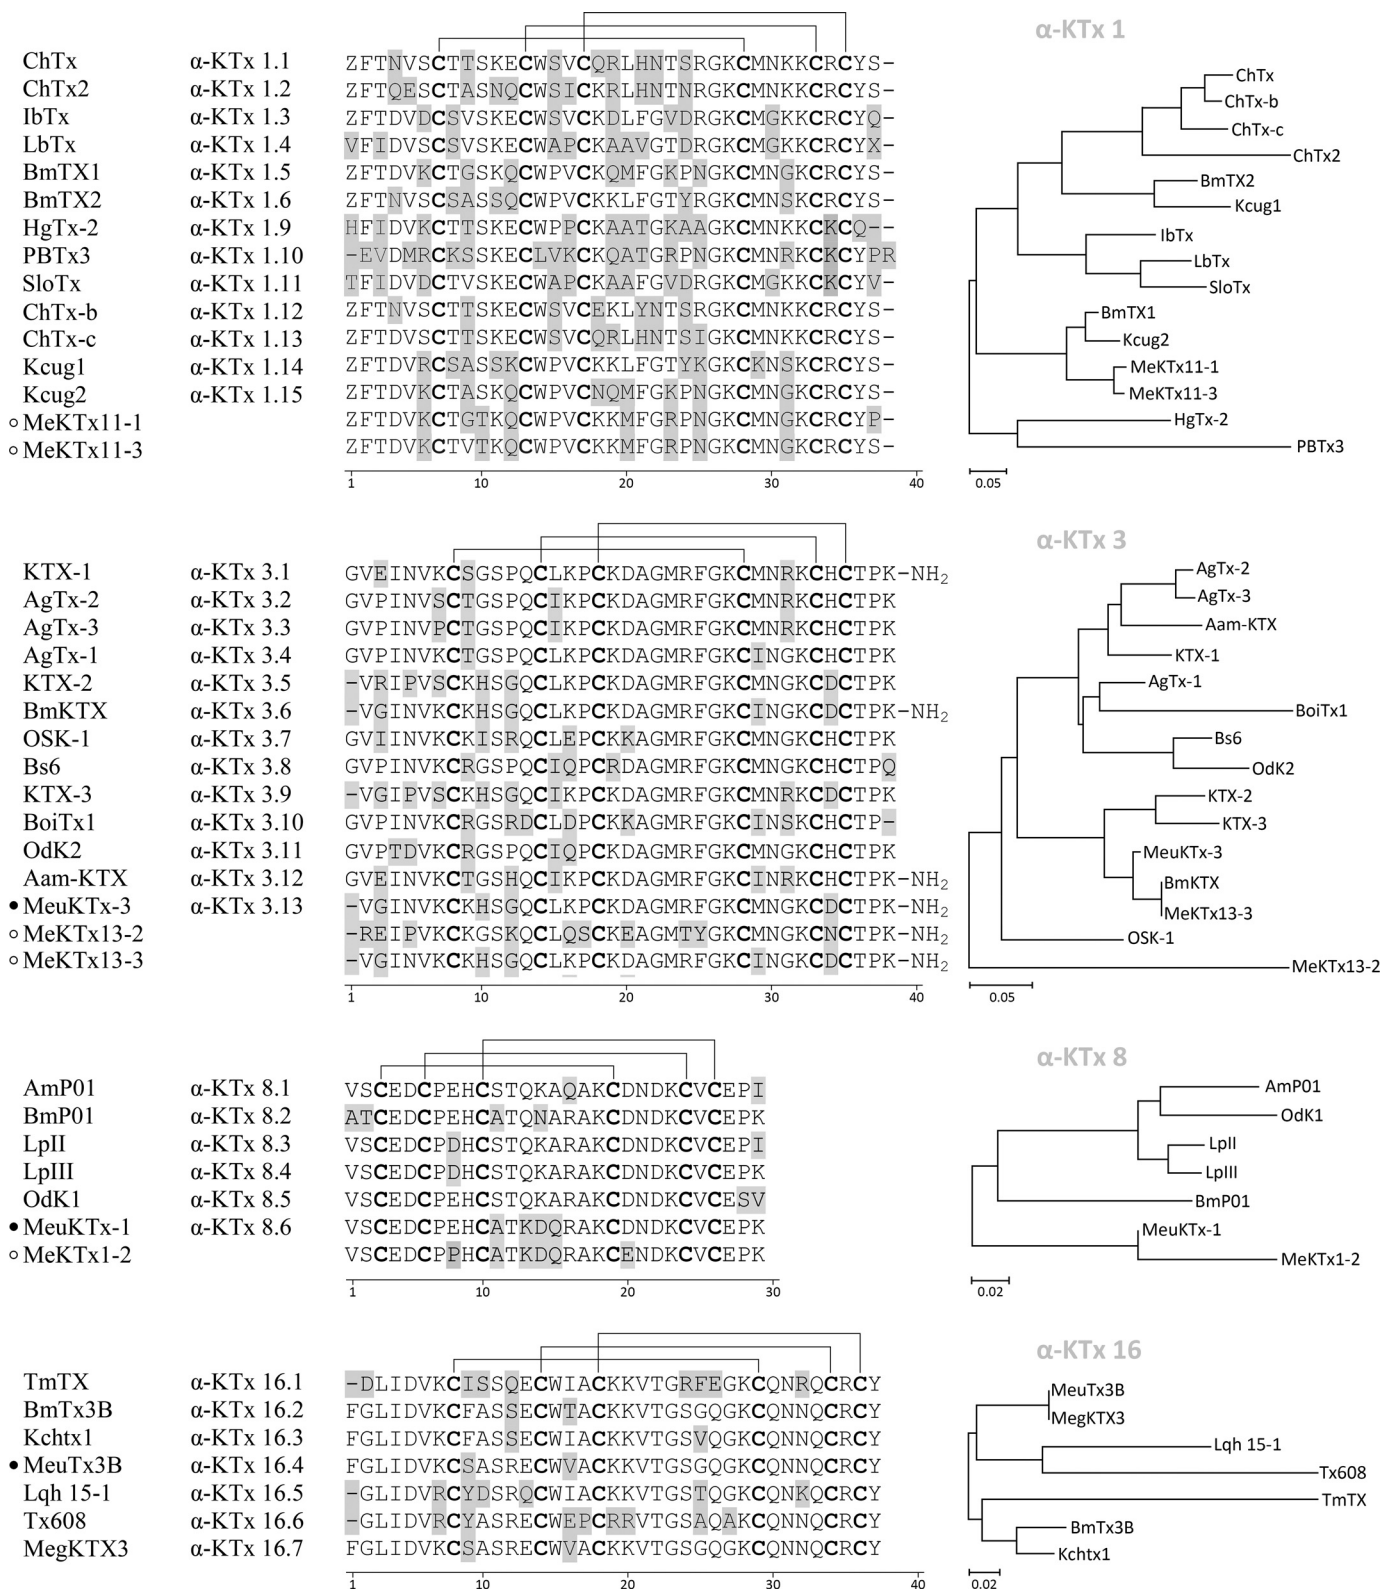 α-KTx 1
ChTx α-KTx 1.1 ZFTNVSCTTSKECWSVCQRLHNTSRGKCMNKKCRCYS-
ChTx2 α-KTx 1.2 ZFTQESCTASNQCWSICKRLHNTNRGKCMNKKCRCYS-
IbTx α-KTx 1.3 ZFTDVDCSVSKECWSVCKDLFGVDRGKCMGKKCRCYQ-
LbTx α-KTx 1.4 VFIDVSCSVSKECWAPCKAAVGTDRGKCMGKKCRCYX-
BmTX1 α-KTx 1.5 ZFTDVKCTGSKQCWPVCKQMFGKPNGKCMNGKCRCYS-
BmTX2 α-KTx 1.6 ZFTNVSCSASSQCWPVCKKLFGTYRGKCMNSKCRCYS-
HgTx-2 α-KTx 1.9 HFIDVKCTTSKECWPPCKAATGKAAGKCMNKKCKCQ--
PBTx3 α-KTx 1.10 -EVDMRCKSSKECLVKCKQATGRPNGKCMNRKCKCYPR
SloTx α-KTx 1.11 TFIDVDCTVSKECWAPCKAAFGVDRGKCMGKKCKCYV-
ChTx-b α-KTx 1.12 ZFTNVSCTTSKECWSVCEKLYNTSRGKCMNKKCRCYS-
ChTx-c α-KTx 1.13 ZFTDVSCTTSKECWSVCQRLHNTSIGKCMNKKCRCYS-
Kcug1 α-KTx 1.14 ZFTDVRCSASSKCWPVCKKLFGTYKGKCKNSKCRCYS-
Kcug2 α-KTx 1.15 ZFTDVKCTASKQCWPVCNQMFGKPNGKCMNGKCRCYS-
○ MeKTx11-1 ZFTDVKCTGTKQCWPVCKKMFGRPNGKCMNGKCRCYP-
○ MeKTx11-3 ZFTDVKCTVTKQCWPVCKKMFGRPNGKCMNGKCRCYS-
1 10 20 30 40
ChTx
ChTx-b
ChTx-c
ChTx2
BmTX2
Kcug1
IbTx
LbTx
SloTx
BmTX1
Kcug2
MeKTx11-1
MeKTx11-3
HgTx-2
PBTx3
0.05
α-KTx 3
KTX-1 α-KTx 3.1 GVEINVKCSGSPQCLKPCKDAGMRFGKCMNRKCHCTPK-NH2
AgTx-2 α-KTx 3.2 GVPINVSCTGSPQCIKPCKDAGMRFGKCMNRKCHCTPK
AgTx-3 α-KTx 3.3 GVPINVPCTGSPQCIKPCKDAGMRFGKCMNRKCHCTPK
AgTx-1 α-KTx 3.4 GVPINVKCTGSPQCLKPCKDAGMRFGKCINGKCHCTPK
KTX-2 α-KTx 3.5 -VRIPVSCKHSGQCLKPCKDAGMRFGKCMNGKCDCTPK
BmKTX α-KTx 3.6 -VGINVKCKHSGQCLKPCKDAGMRFGKCINGKCDCTPK-NH2
OSK-1 α-KTx 3.7 GVIINVKCKISRQCLEPCKKAGMRFGKCMNGKCHCTPK
Bs6 α-KTx 3.8 GVPINVKCRGSPQCIQPCRDAGMRFGKCMNGKCHCTPQ
KTX-3 α-KTx 3.9 -VGIPVSCKHSGQCIKPCKDAGMRFGKCMNRKCDCTPK
BoiTx1 α-KTx 3.10 GVPINVKCRGSRDCLDPCKKAGMRFGKCINSKCHCTP-
OdK2 α-KTx 3.11 GVPTDVKCRGSPQCIQPCKDAGMRFGKCMNGKCHCTPK
Aam-KTX α-KTx 3.12 GVEINVKCTGSHQCIKPCKDAGMRFGKCINRKCHCTPK-NH2
● MeuKTx-3 α-KTx 3.13 -VGINVKCKHSGQCLKPCKDAGMRFGKCMNGKCDCTPK-NH2
○ MeKTx13-2 -REIPVKCKGSKQCLQSCKEAGMTYGKCMNGKCNCTPK-NH2
○ MeKTx13-3 -VGINVKCKHSGQCLKPCKDAGMRFGKCINGKCDCTPK-NH2
1 10 20 30 40
AgTx-2
AgTx-3
Aam-KTX
KTX-1
AgTx-1
BoiTx1
Bs6
OdK2
KTX-2
KTX-3
MeuKTx-3
BmKTX
MeKTx13-3
OSK-1
MeKTx13-2
0.05
α-KTx 8
AmP01 α-KTx 8.1 VSCEDCPEHCSTQKAQAKCDNDKCVCEPI
BmP01 α-KTx 8.2 ATCEDCPEHCATQNARAKCDNDKCVCEPK
LpII α-KTx 8.3 VSCEDCPDHCSTQKARAKCDNDKCVCEPI
LpIII α-KTx 8.4 VSCEDCPDHCSTQKARAKCDNDKCVCEPK
OdK1 α-KTx 8.5 VSCEDCPEHCSTQKARAKCDNDKCVCESV
● MeuKTx-1 α-KTx 8.6 VSCEDCPEHCATKDQRAKCDNDKCVCEPK
○ MeKTx1-2 VSCEDCPPHCATKDQRAKCENDKCVCEPK
1 10 20 30
AmP01
OdK1
LpII
LpIII
BmP01
MeuKTx-1
MeKTx1-2
0.02
α-KTx 16
TmTX α-KTx 16.1 -DLIDVKCISSQECWIACKKVTGRFEGKCQNRQCRCY
BmTx3B α-KTx 16.2 FGLIDVKCFASSECWTACKKVTGSGQGKCQNNQCRCY
Kchtx1 α-KTx 16.3 FGLIDVKCFASSECWIACKKVTGSVQGKCQNNQCRCY
● MeuTx3B α-KTx 16.4 FGLIDVKCSASRECWVACKKVTGSGQGKCQNNQCRCY
Lqh 15-1 α-KTx 16.5 -GLIDVRCYDSRQCWIACKKVTGSTQGKCQNKQCRCY
Tx608 α-KTx 16.6 -GLIDVRCYASRECWEPCRRVTGSAQAKCQNNQCRCY
MegKTX3 α-KTx 16.7 FGLIDVKCSASRECWVACKKVTGSGQGKCQNNQCRCY
1 10 20 30 40
MeuTx3B
MegKTX3
Lqh 15-1
Tx608
TmTX
BmTx3B
Kchtx1
0.02